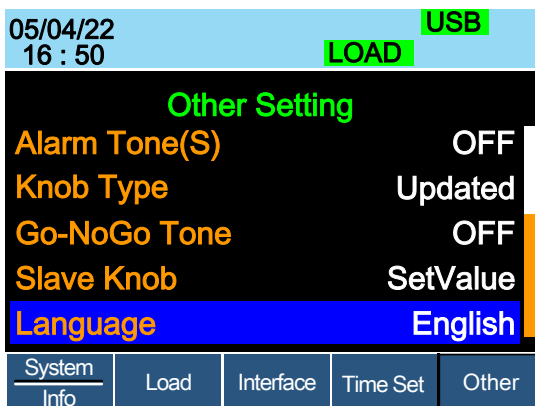 05/04/22 USB
16 : 50 LOAD
Other Setting
Alarm Tone(S) OFF
Knob Type Updated
Go-NoGo Tone OFF
Slave Knob SetValue
Language English
System
Info Load Interface Time Set Other